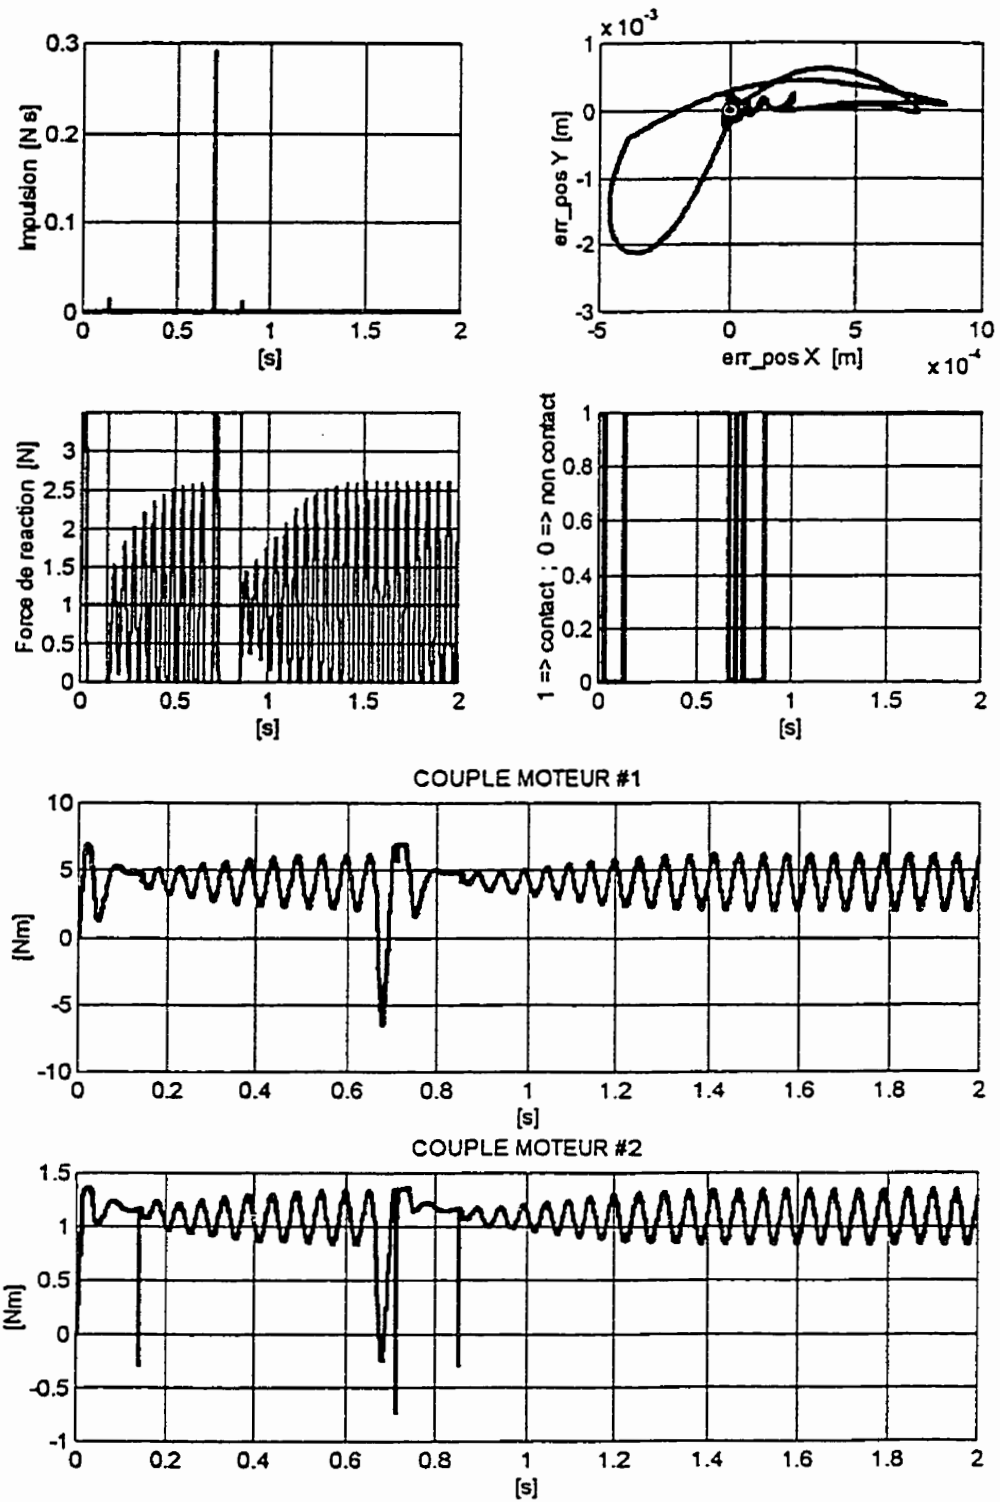 Impulsion [N s]
0.3
0.2
0.1
0
0 0.5 1 1.5 2
[s]
x 10⁻³
err_pos Y [m]
1
0
-1
-2
-3
-5 0 5 10
err_pos X [m]
x 10⁻⁴
Force de reaction [N]
3
2.5
2
1.5
1
0.5
0
0 0.5 1 1.5 2
[s]
1 => contact ; 0 => non contact
1
0.8
0.6
0.4
0.2
0
0 0.5 1 1.5 2
[s]
COUPLE MOTEUR #1
[Nm]
10
5
0
-5
-10
0 0.2 0.4 0.6 0.8 1 1.2 1.4 1.6 1.8 2
[s]
COUPLE MOTEUR #2
[Nm]
1.5
1
0.5
0
-0.5
-1
0 0.2 0.4 0.6 0.8 1 1.2 1.4 1.6 1.8 2
[s]